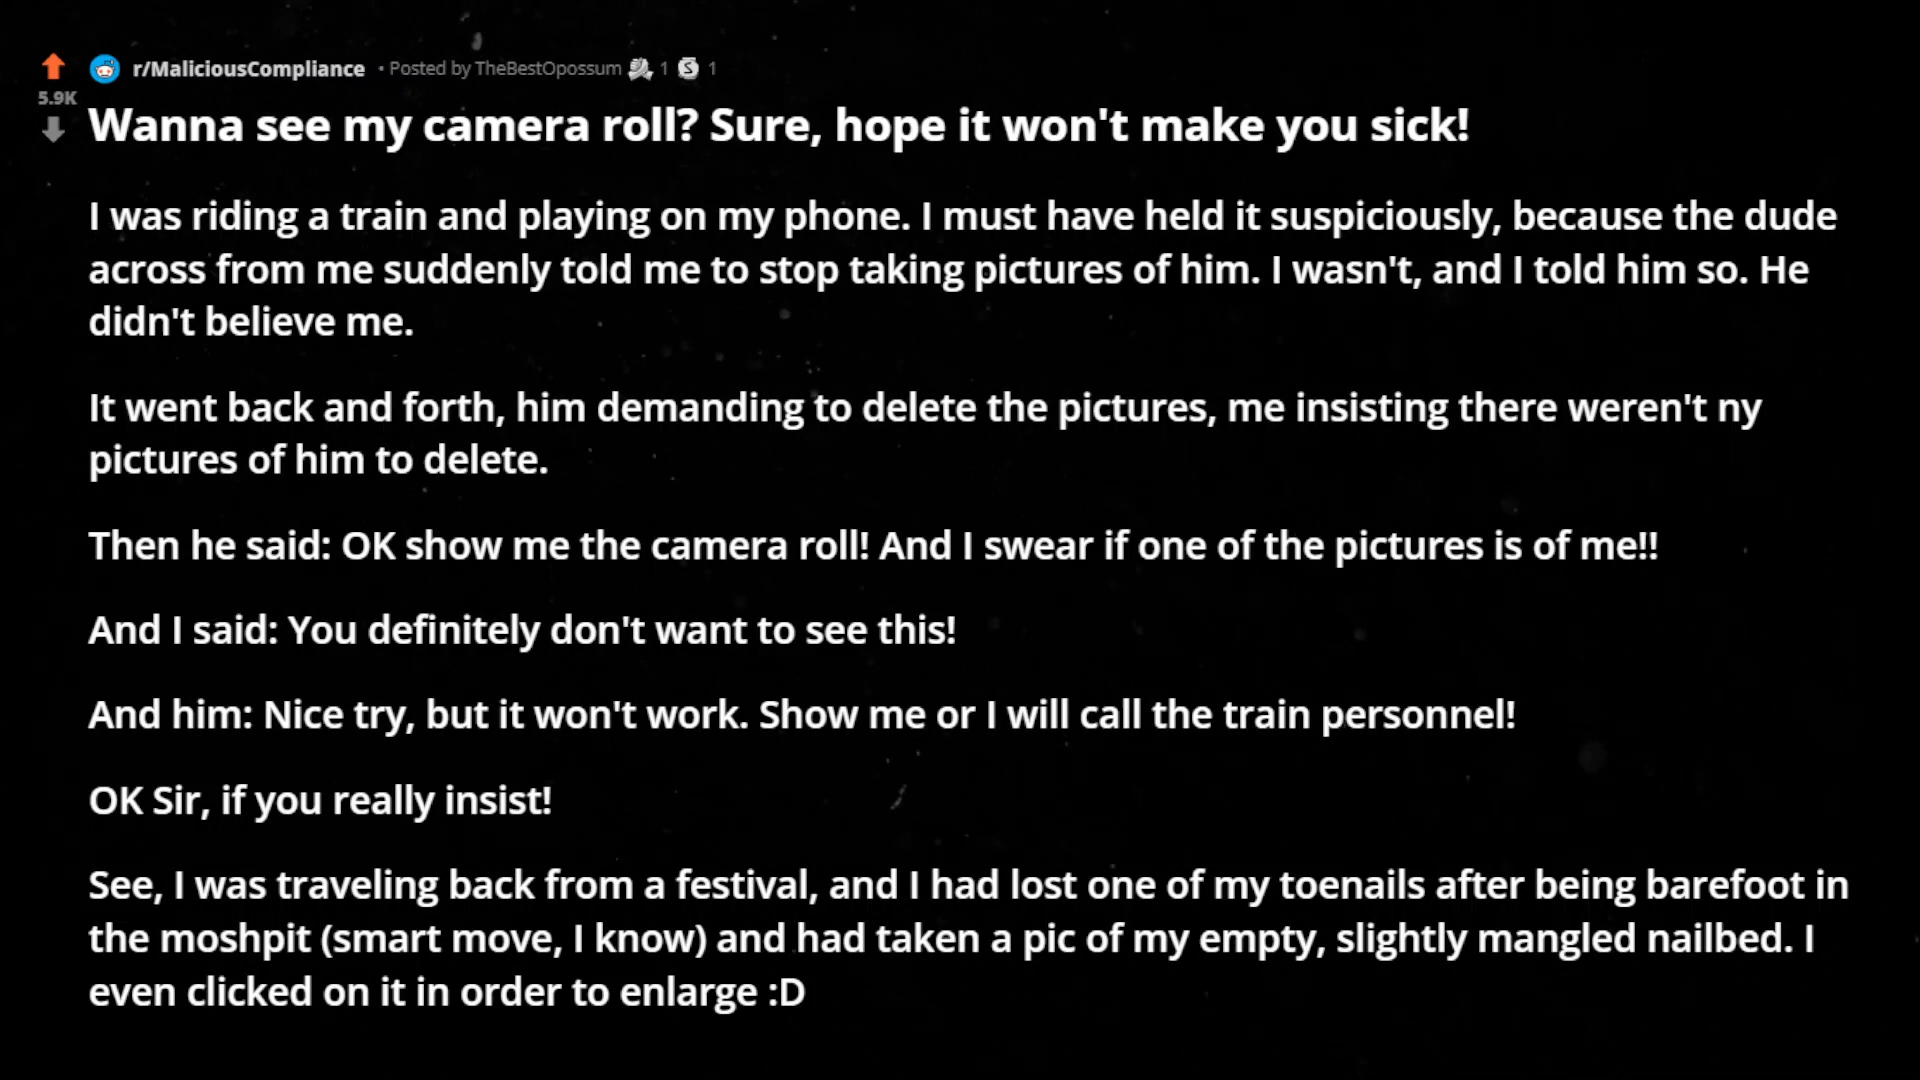 r/MaliciousCompliance • Posted by TheBestOpossum 1 S 1
5.9K
Wanna see my camera roll? Sure, hope it won't make you sick!
I was riding a train and playing on my phone. I must have held it suspiciously, because the dude
across from me suddenly told me to stop taking pictures of him. I wasn't, and I told him so. He
didn't believe me.
It went back and forth, him demanding to delete the pictures, me insisting there weren't ny
pictures of him to delete.
Then he said: OK show me the camera roll! And I swear if one of the pictures is of me!!
And I said: You definitely don't want to see this!
And him: Nice try, but it won't work. Show me or I will call the train personnel!
OK Sir, if you really insist!
See, I was traveling back from a festival, and I had lost one of my toenails after being barefoot in
the moshpit (smart move, I know) and had taken a pic of my empty, slightly mangled nailbed. I
even clicked on it in order to enlarge :D